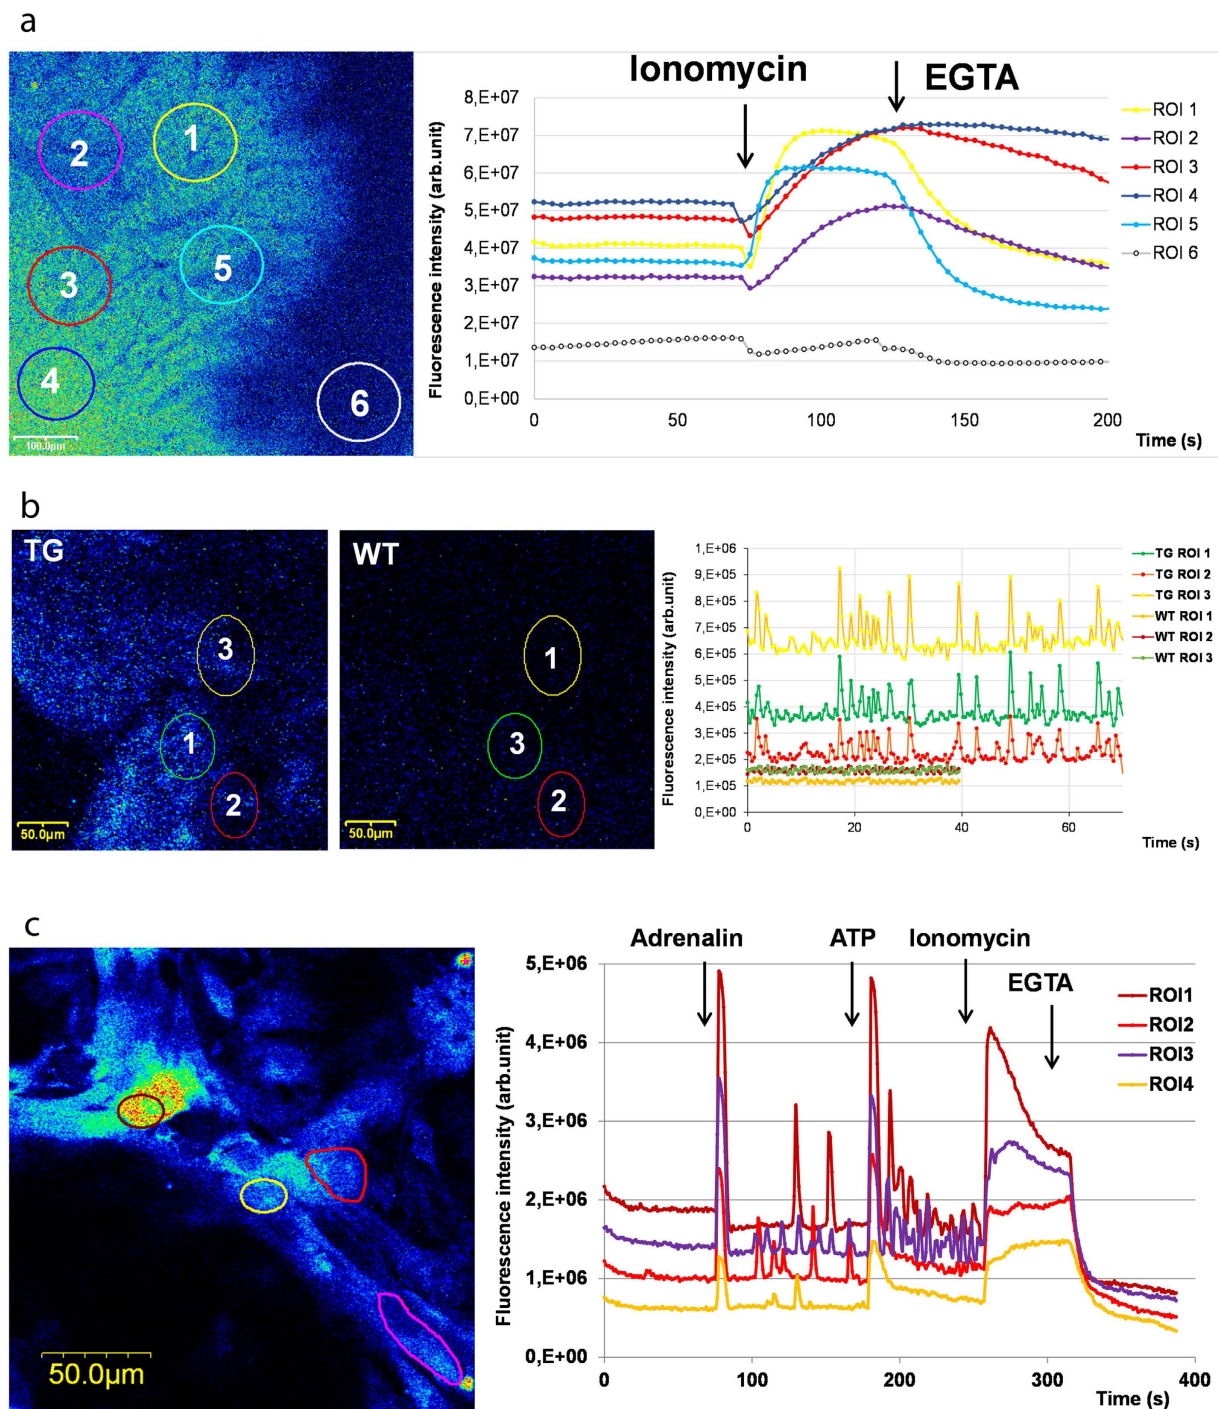 a
2
1
3
5
4
6
100.0µm
Ionomycin
EGTA
Fluorescence intensity (arb.unit)
8,E+07
7,E+07
6,E+07
5,E+07
4,E+07
3,E+07
2,E+07
1,E+07
0,E+00
0
50
100
150
200
Time (s)
ROI 1
ROI 2
ROI 3
ROI 4
ROI 5
ROI 6
b
TG
3
1
2
50.0µm
WT
1
3
2
50.0µm
Fluorescence intensity (arb.unit)
1,E+06
9,E+05
8,E+05
7,E+05
6,E+05
5,E+05
4,E+05
3,E+05
2,E+05
1,E+05
0,E+00
0
20
40
60
Time (s)
TG ROI 1
TG ROI 2
TG ROI 3
WT ROI 1
WT ROI 2
WT ROI 3
c
50.0µm
Adrenalin
ATP
Ionomycin
EGTA
Fluorescence intensity (arb.unit)
5,E+06
4,E+06
3,E+06
2,E+06
1,E+06
0,E+00
0
100
200
300
400
Time (s)
ROI1
ROI2
ROI3
ROI4